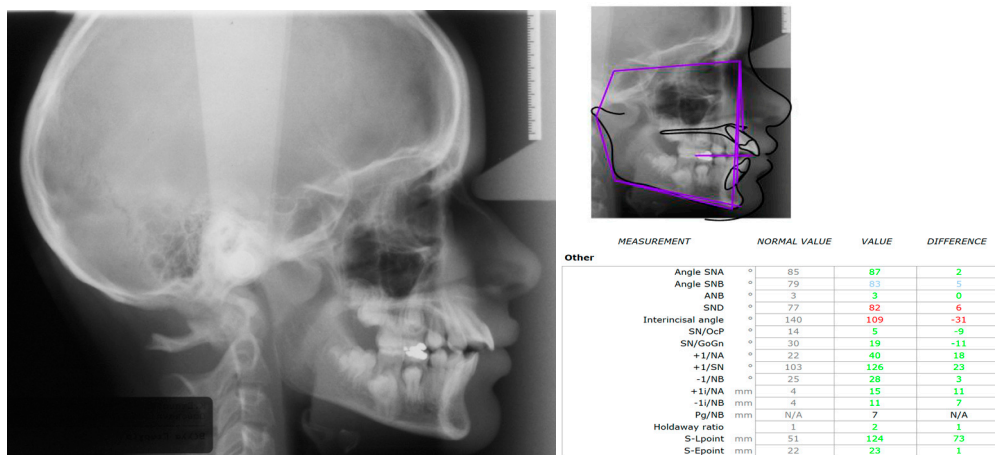 MEASUREMENT NORMAL VALUE VALUE DIFFERENCE
Other
Angle SNA ° 85 87 2
Angle SNB ° 79 83 5
ANB ° 3 3 0
SND ° 77 82 6
Interincisal angle ° 140 109 -31
SN/OcP ° 14 5 -9
SN/GoGn ° 30 19 -11
+1/NA ° 22 40 18
+1/SN ° 103 126 23
-1/NB ° 25 28 3
+1i/NA mm 4 15 11
-1i/NB mm 4 11 7
Pg/NB mm N/A 7 N/A
Holdaway ratio 1 2 1
S-Lpoint mm 51 124 73
S-Epoint mm 22 23 1